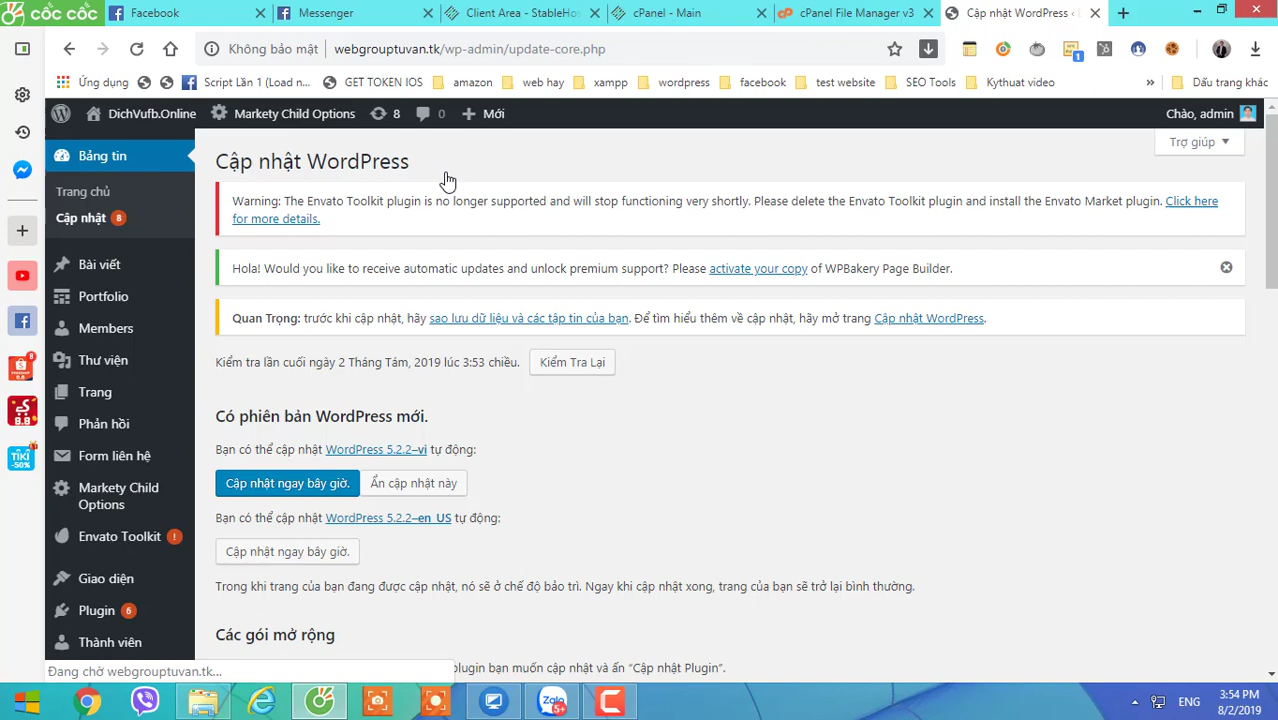 cốc cốc
Facebook
Messenger
Client Area - StableHos
cPanel - Main
cPanel File Manager v3
Cập nhật WordPress ‹
Không bảo mật
webgrouptuvan.tk/wp-admin/update-core.php
1
Ứng dụng
Script Lần 1 (Load n...
GET TOKEN IOS
amazon
web hay
xampp
wordpress
facebook
test website
SEO Tools
Kythuat video
»
Dấu trang khác
DichVufb.Online
Markety Child Options
8
0
Mới
Chào, admin
Bảng tin
Trang chủ
Cập nhật 8
Bài viết
Portfolio
Members
Thư viện
Trang
Phản hồi
Form liên hệ
Markety Child
Options
Envato Toolkit !
Giao diện
Plugin 6
Thành viên
Trợ giúp
Cập nhật WordPress
Warning: The Envato Toolkit plugin is no longer supported and will stop functioning very shortly. Please delete the Envato Toolkit plugin and install the Envato Market plugin. Click here
for more details.
Hola! Would you like to receive automatic updates and unlock premium support? Please activate your copy of WPBakery Page Builder.
Quan Trọng: trước khi cập nhật, hãy sao lưu dữ liệu và các tập tin của bạn. Để tìm hiểu thêm về cập nhật, hãy mở trang Cập nhật WordPress.
Kiểm tra lần cuối ngày 2 Tháng Tám, 2019 lúc 3:53 chiều.
Kiểm Tra Lại
Có phiên bản WordPress mới.
Bạn có thể cập nhật WordPress 5.2.2–vi tự động:
Cập nhật ngay bây giờ.
Ẩn cập nhật này
Bạn có thể cập nhật WordPress 5.2.2–en_US tự động:
Cập nhật ngay bây giờ.
Trong khi trang của bạn đang được cập nhật, nó sẽ ở chế độ bảo trì. Ngay khi cập nhật xong, trang của bạn sẽ trở lại bình thường.
Các gói mở rộng
plugin bạn muốn cập nhật và ấn “Cập nhật Plugin”.
Đang chờ webgrouptuvan.tk...
8
8.8
TIKI
-50%
Zalo
5+
ENG
3:54 PM
8/2/2019